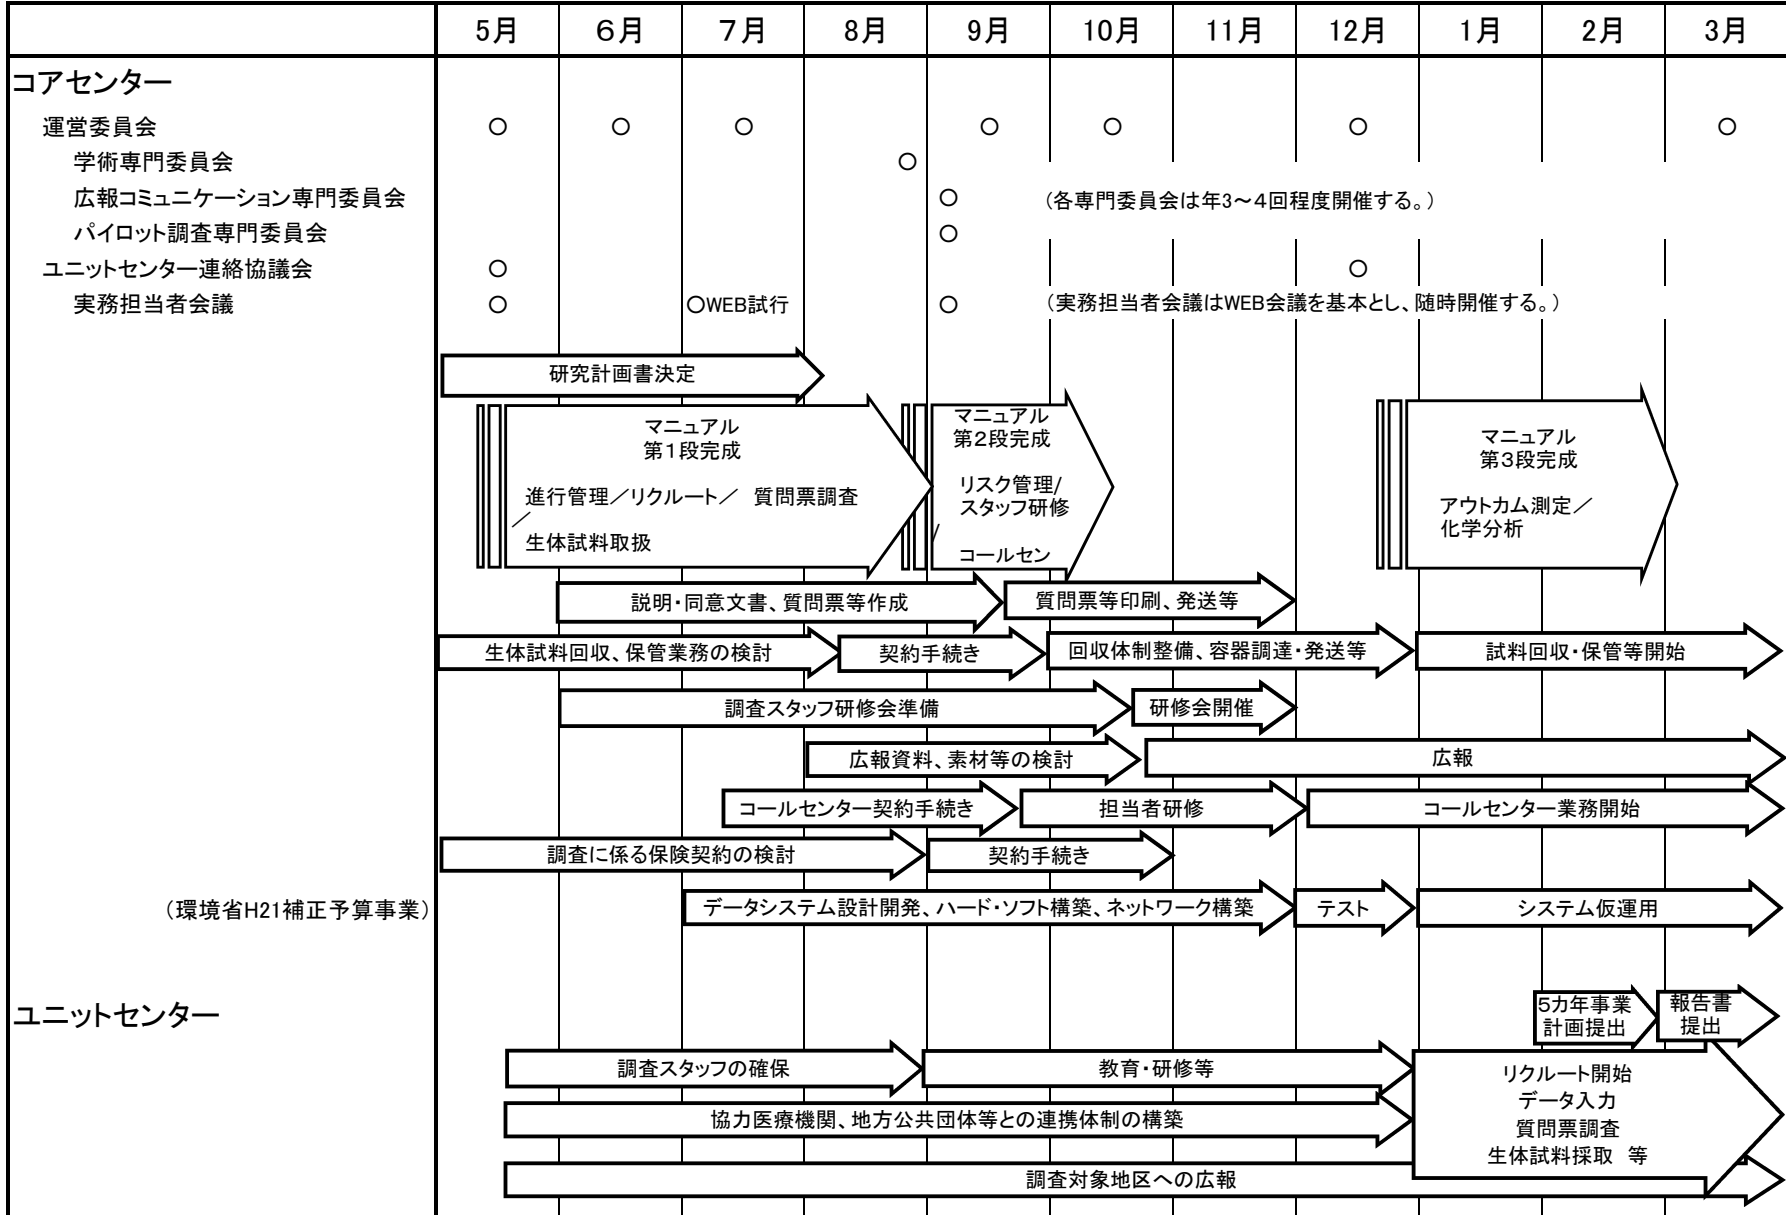 5月 6月 7月 8月 9月 10月 11月 12月 1月 2月 3月
コアセンター
運営委員会 ○ ○ ○ ○ ○ ○ ○
学術専門委員会 ○
広報コミュニケーション専門委員会 ○ (各専門委員会は年3～4回程度開催する。)
パイロット調査専門委員会 ○
ユニットセンター連絡協議会 ○ ○
実務担当者会議 ○ ○WEB試行 ○ (実務担当者会議はWEB会議を基本とし、随時開催する。)
研究計画書決定
マニュアル
第1段完成
進行管理／リクルート／ 質問票調査
／
生体試料取扱
マニュアル
第2段完成
リスク管理/
スタッフ研修
/
コールセン
マニュアル
第3段完成
アウトカム測定／
化学分析
説明・同意文書、質問票等作成 質問票等印刷、発送等
生体試料回収、保管業務の検討 契約手続き 回収体制整備、容器調達・発送等 試料回収・保管等開始
調査スタッフ研修会準備 研修会開催
広報資料、素材等の検討 広報
コールセンター契約手続き 担当者研修 コールセンター業務開始
調査に係る保険契約の検討 契約手続き
(環境省H21補正予算事業) データシステム設計開発、ハード・ソフト構築、ネットワーク構築 テスト システム仮運用
ユニットセンター
5カ年事業
計画提出
報告書
提出
調査スタッフの確保 教育・研修等
協力医療機関、地方公共団体等との連携体制の構築
リクルート開始
データ入力
質問票調査
生体試料採取 等
調査対象地区への広報